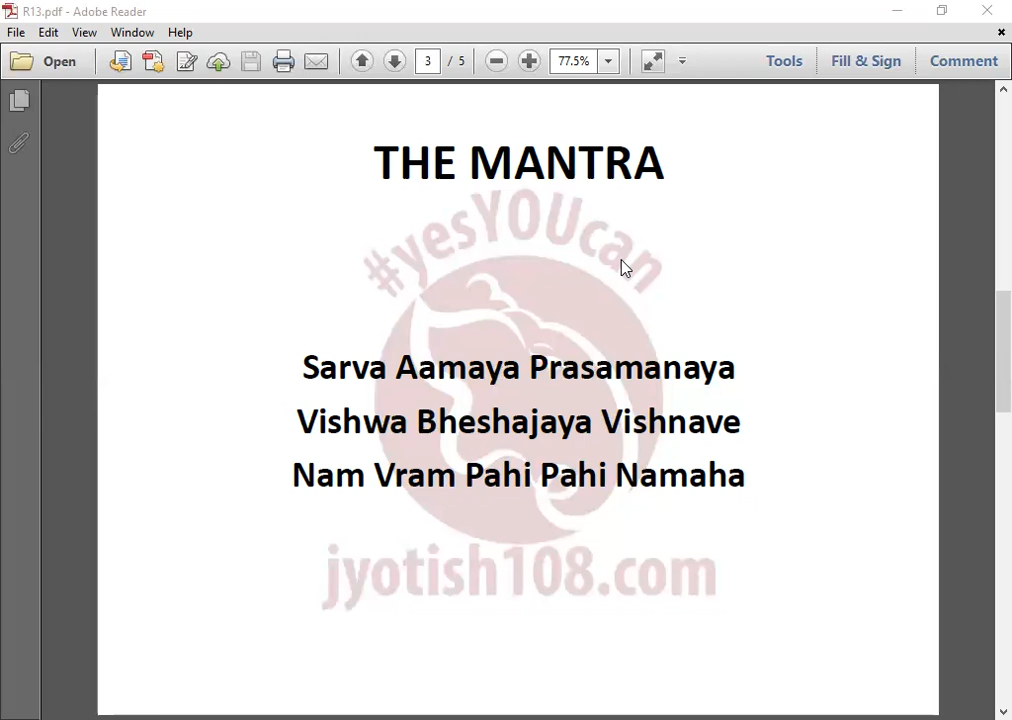 R13.pdf - Adobe Reader
File Edit View Window Help
Open 3 / 5 77.5% Tools Fill & Sign Comment
THE MANTRA
#yesYOUcan
Sarva Aamaya Prasamanaya
Vishwa Bheshajaya Vishnave
Nam Vram Pahi Pahi Namaha
jyotish108.com